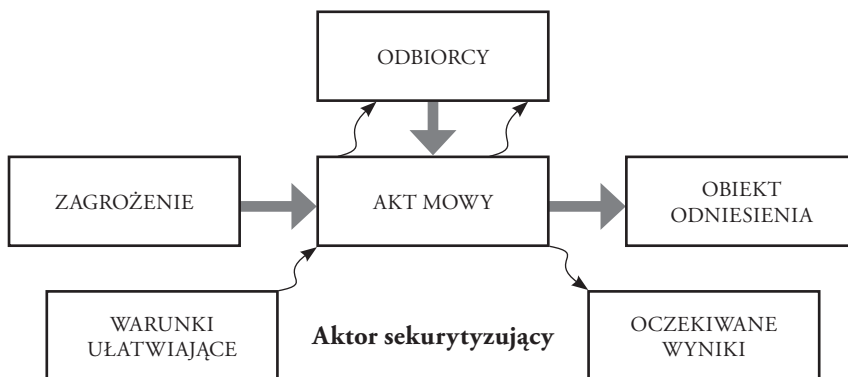 ODBIORCY
ZAGROŻENIE
AKT MOWY
OBIEKT
ODNIESIENIA
WARUNKI
UŁATWIAJĄCE
Aktor sekurytyzujący
OCZEKIWANE
WYNIKI